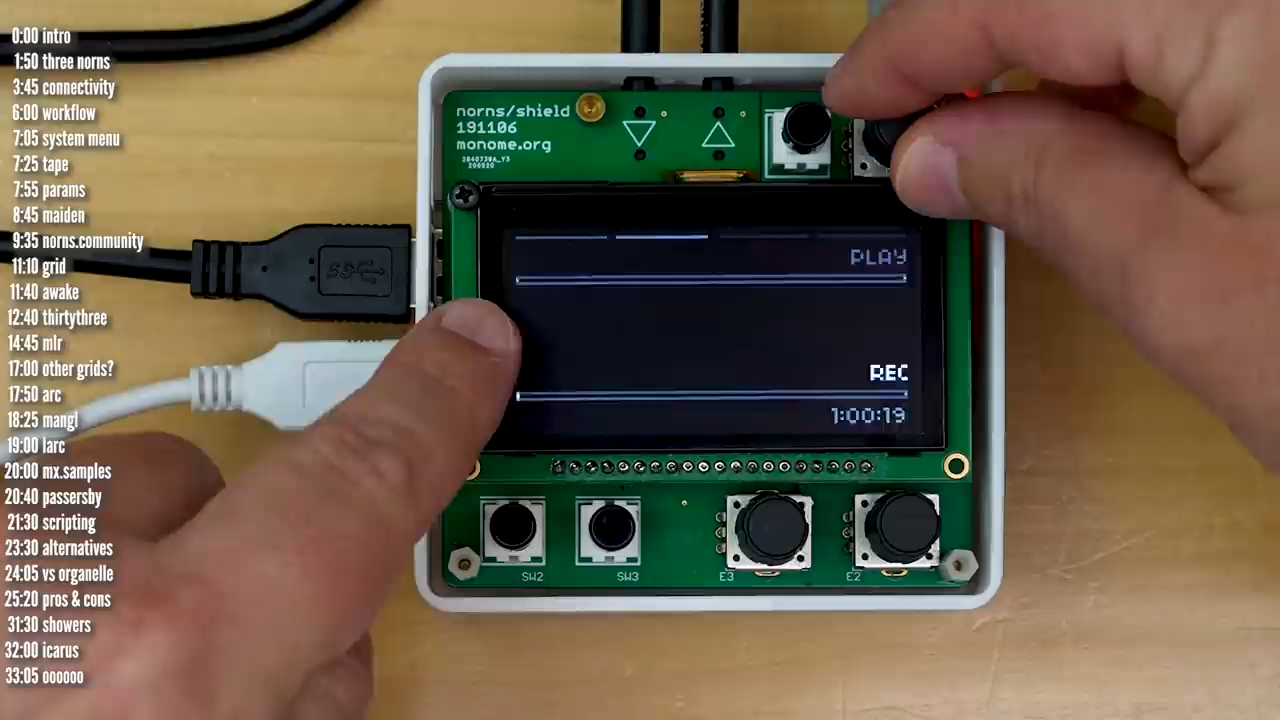 0:00 intro
1:50 three norns
3:45 connectivity
6:00 workflow
7:05 system menu
7:25 tape
7:55 params
8:45 maiden
9:35 norns.community
11:10 grid
11:40 awake
12:40 thirtythree
14:45 mlr
17:00 other grids?
17:50 arc
18:25 mangl
19:00 larc
20:00 mx.samples
20:40 passersby
21:30 scripting
23:30 alternatives
24:05 vs organelle
25:20 pros & cons
31:30 showers
32:00 icarus
33:05 oooooo
norns/shield
191106
monome.org
3040730A_Y3
200520
PLAY
REC
1:00:19
SW2
SW3
E3
E2